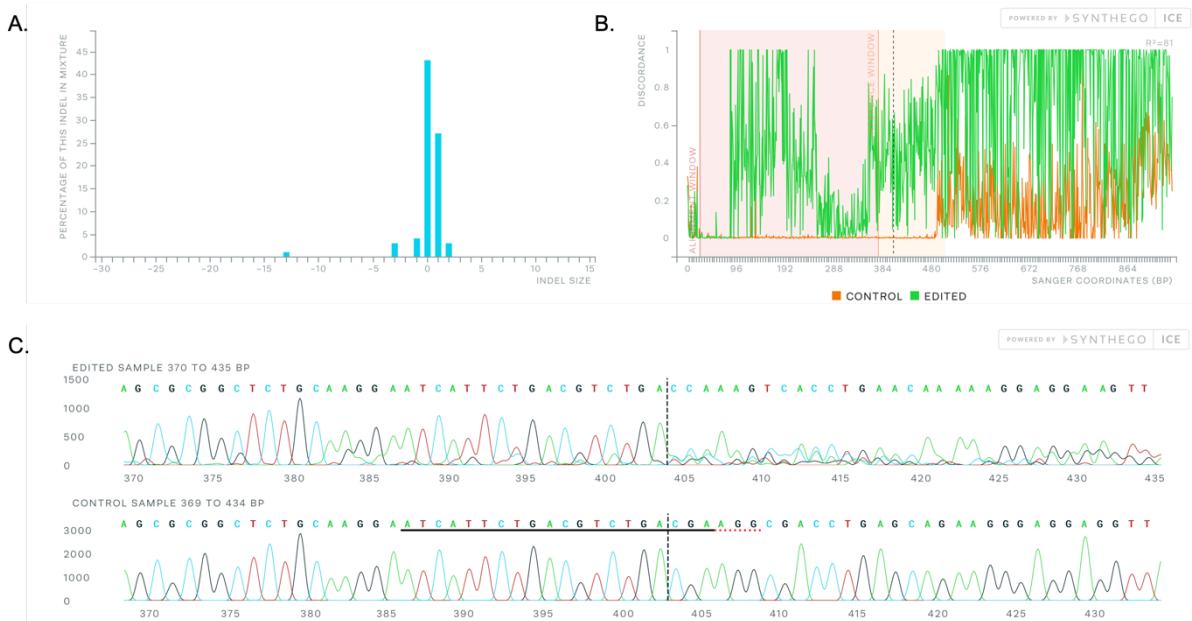 A.
PERCENTAGE OF THIS INDEL IN MIXTURE
45
40
35
30
25
20
15
10
5
0
−30 −25 −20 −15 −10 −5 0 5 10 15
INDEL SIZE
B.
POWERED BY SYNTHEGO ICE
R²=81
DISCORDANCE
1
0.8
0.6
0.4
0.2
0
ALIGNMENT WINDOW
WINDOW
0 96 192 288 384 480 576 672 768 864
SANGER COORDINATES (BP)
CONTROL EDITED
C.
POWERED BY SYNTHEGO ICE
EDITED SAMPLE 370 TO 435 BP
AGCGCGGCTCTGCAAGGAATCATTCTGACGTCTGACCAAAGTCACCTGAACAA AAAGGAGGAAGTT
1500
1000
500
0
370 375 380 385 390 395 400 405 410 415 420 425 430 435
CONTROL SAMPLE 369 TO 434 BP
AGCGCGGCTCTGCAAGGAATCATTCTGACGTCTGACGAAGGCGACCTGAGCAGAAGGGAGGAGGTT
3000
2000
1000
0
370 375 380 385 390 395 400 405 410 415 420 425 430